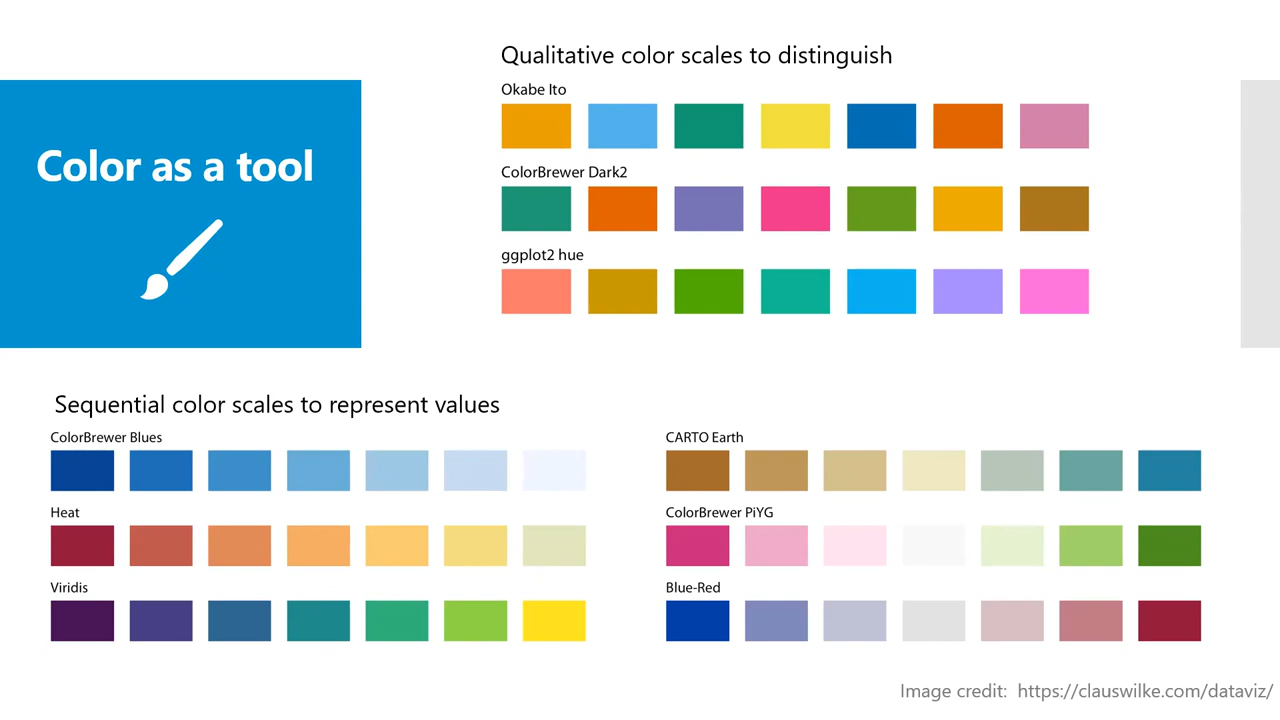 Color as a tool
Qualitative color scales to distinguish
Okabe Ito
ColorBrewer Dark2
ggplot2 hue
Sequential color scales to represent values
ColorBrewer Blues
Heat
Viridis
CARTO Earth
ColorBrewer PiYG
Blue-Red
Image credit: https://clauswilke.com/dataviz/